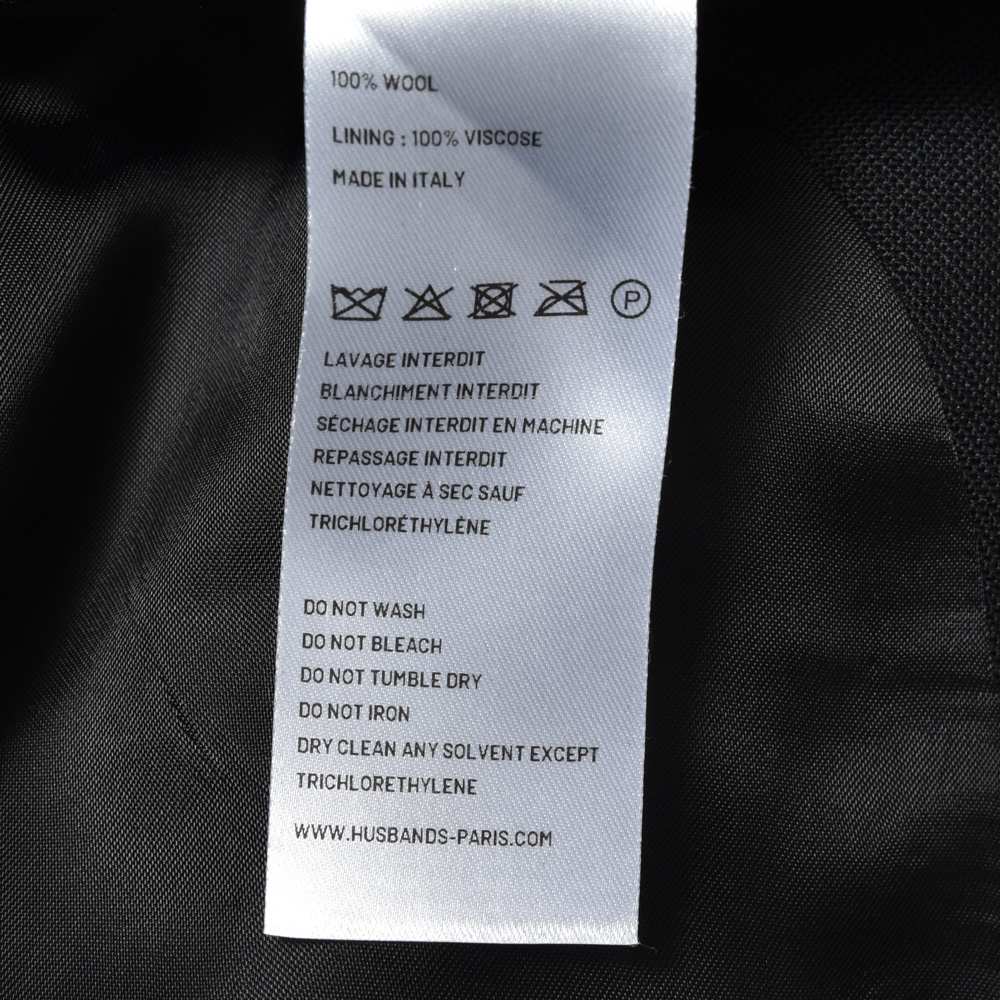 100% WOOL
LINING : 100% VISCOSE
MADE IN ITALY
P
LAVAGE INTERDIT
BLANCHIMENT INTERDIT
SÉCHAGE INTERDIT EN MACHINE
REPASSAGE INTERDIT
NETTOYAGE À SEC SAUF
TRICHLORÉTHYLÈNE
DO NOT WASH
DO NOT BLEACH
DO NOT TUMBLE DRY
DO NOT IRON
DRY CLEAN ANY SOLVENT EXCEPT
TRICHLORETHYLENE
WWW.HUSBANDS-PARIS.COM